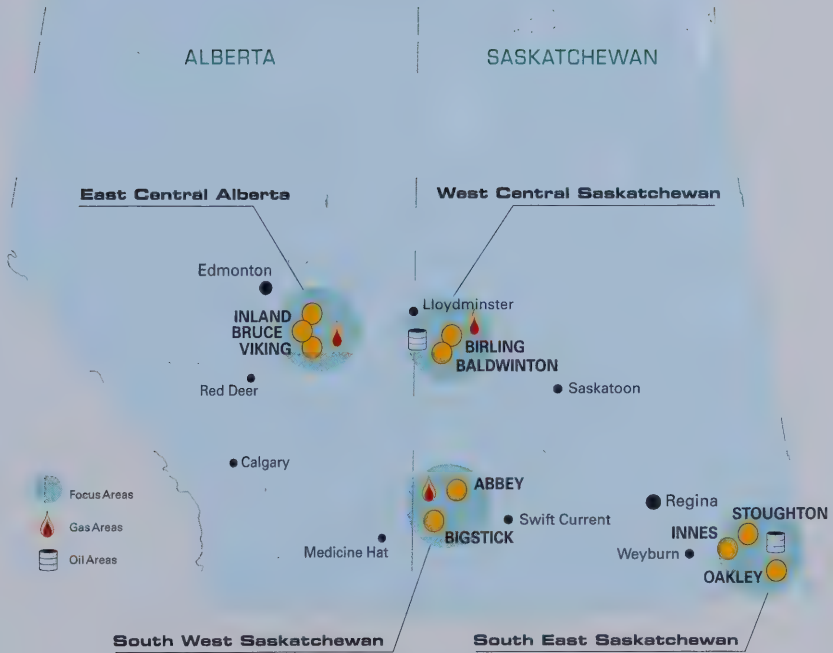 ALBERTA
SASKATCHEWAN
East Central Alberta
West Central Saskatchewan
Edmonton
Lloydminster
INLAND
BRUCE
VIKING
BIRLING
BALDWINTON
Red Deer
Saskatoon
Calgary
ABBEY
BIGSTICK
Swift Current
Regina
STOUGHTON
INNES
Weyburn
OAKLEY
Medicine Hat
Focus Areas
Gas Areas
Oil Areas
South West Saskatchewan
South East Saskatchewan